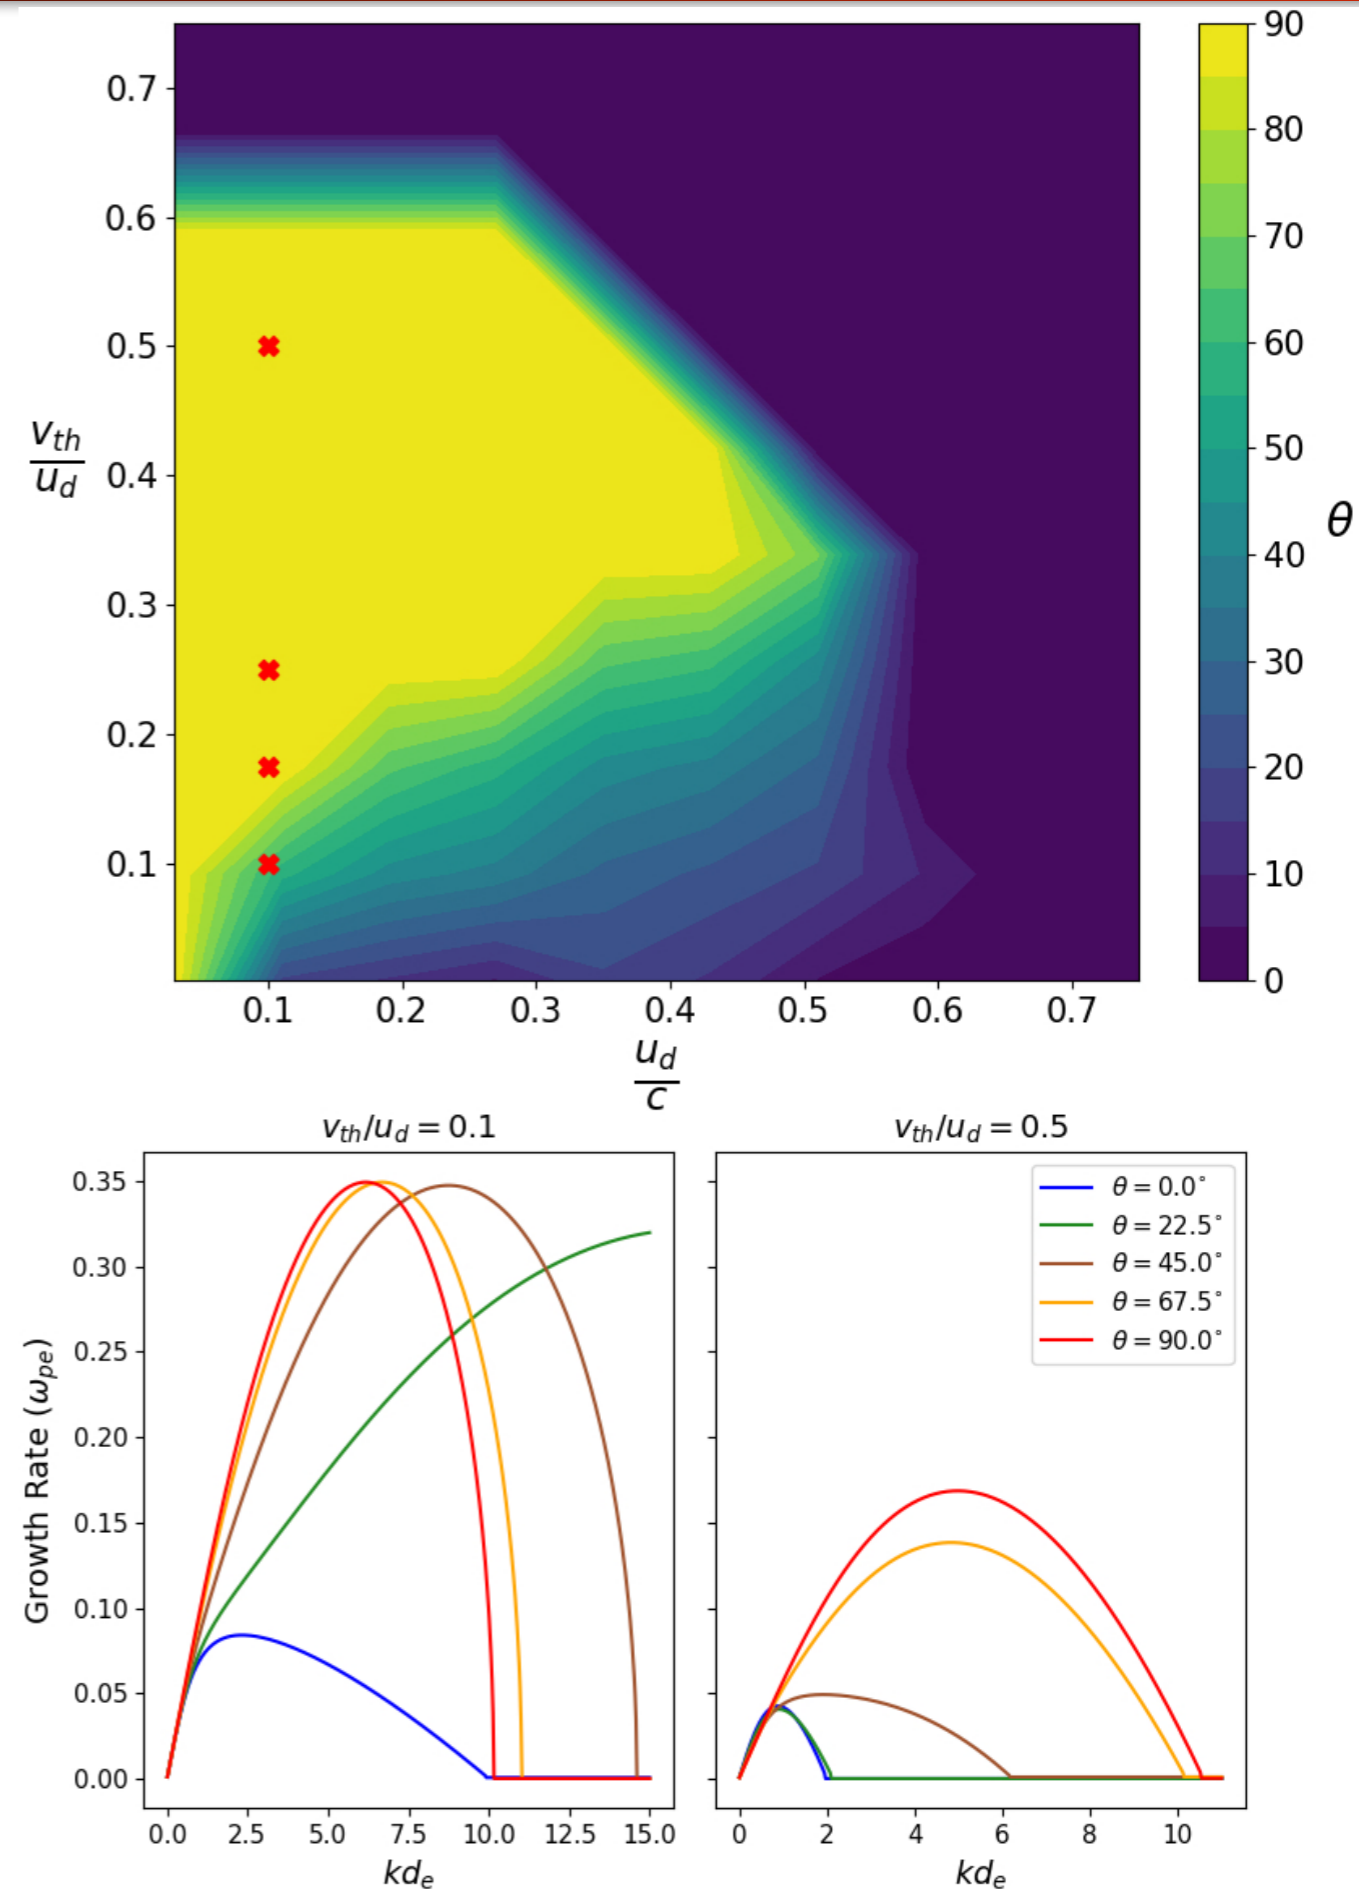 90
80
70
60
50
40
30
20
10
0
θ
0.7
0.6
0.5
0.4
0.3
0.2
0.1
v_th
u_d
0.1 0.2 0.3 0.4 0.5 0.6 0.7
u_d
c
v_th/u_d = 0.1
v_th/u_d = 0.5
Growth Rate (ω_pe)
0.35
0.30
0.25
0.20
0.15
0.10
0.05
0.00
θ = 0.0°
θ = 22.5°
θ = 45.0°
θ = 67.5°
θ = 90.0°
0.0 2.5 5.0 7.5 10.0 12.5 15.0
0 2 4 6 8 10
kd_e
kd_e